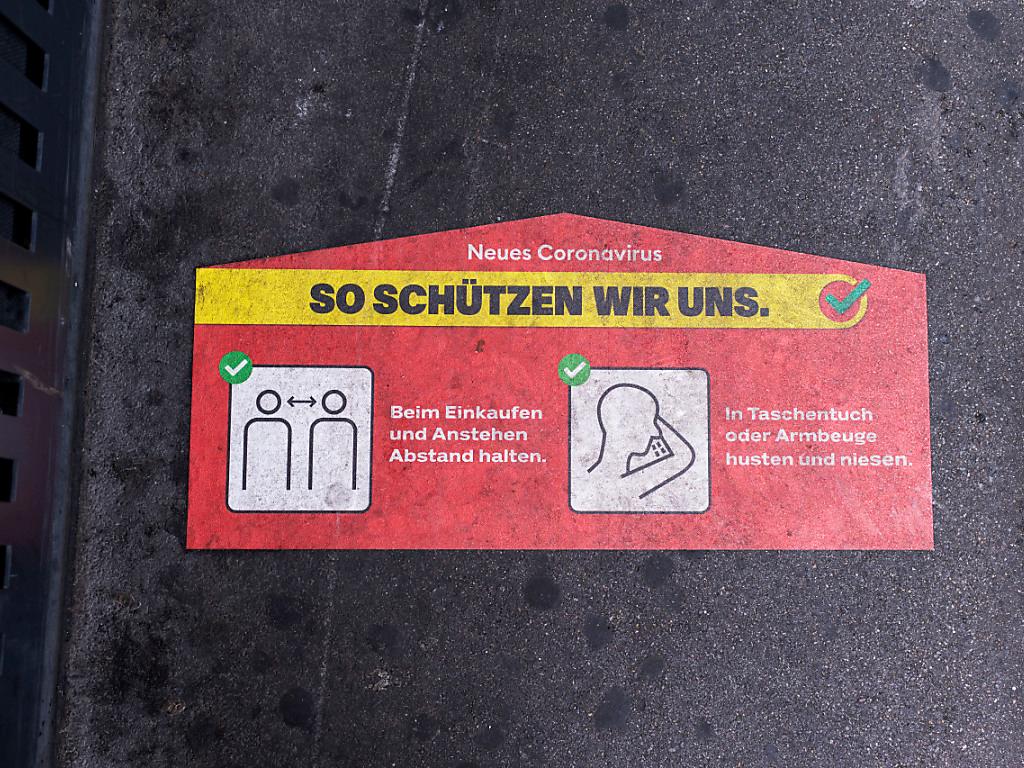 Neues Coronavirus
SO SCHÜTZEN WIR UNS.
Beim Einkaufen
und Anstehen
Abstand halten.
In Taschentuch
oder Armbeuge
husten und niesen.